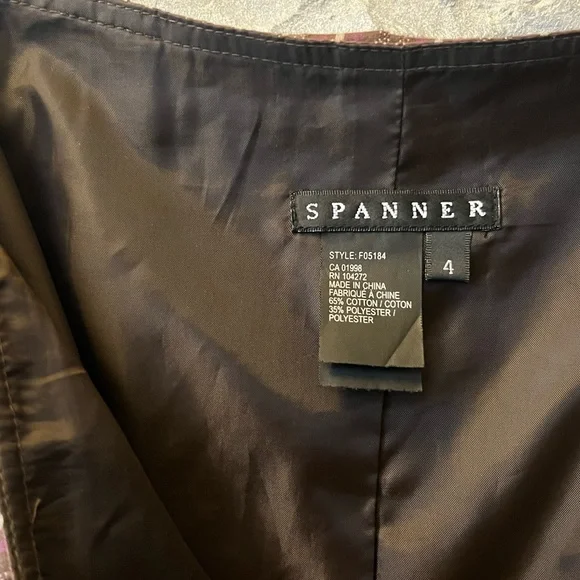 SPANNER
4
STYLE: F05184
CA 01998
RN 104272
MADE IN CHINA
FABRIQUÉ À CHINE
65% COTTON / COTON
35% POLYESTER /
POLYESTER